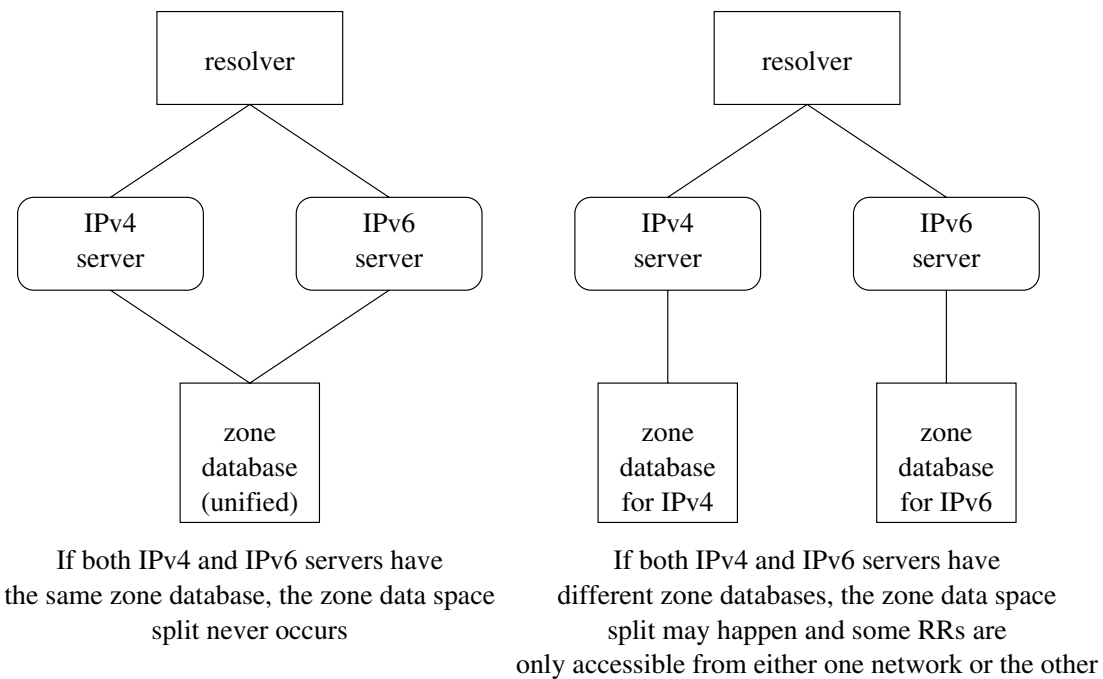 resolver
IPv4
server
IPv6
server
zone
database
(unified)
If both IPv4 and IPv6 servers have
the same zone database, the zone data space
split never occurs
resolver
IPv4
server
IPv6
server
zone
database
for IPv4
zone
database
for IPv6
If both IPv4 and IPv6 servers have
different zone databases, the zone data space
split may happen and some RRs are
only accessible from either one network or the other